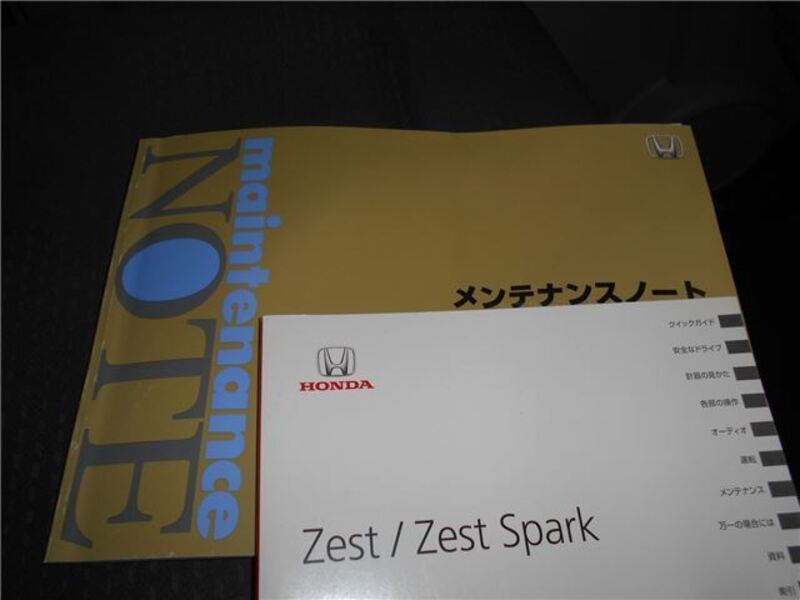 maintenance
NOTE
メンテナンスノート
HONDA
Zest / Zest Spark
クイックガイド
安全なドライブ
計器の見かた
各部の操作
オーディオ
運転
メンテナンス
万一の場合には
資料
索引